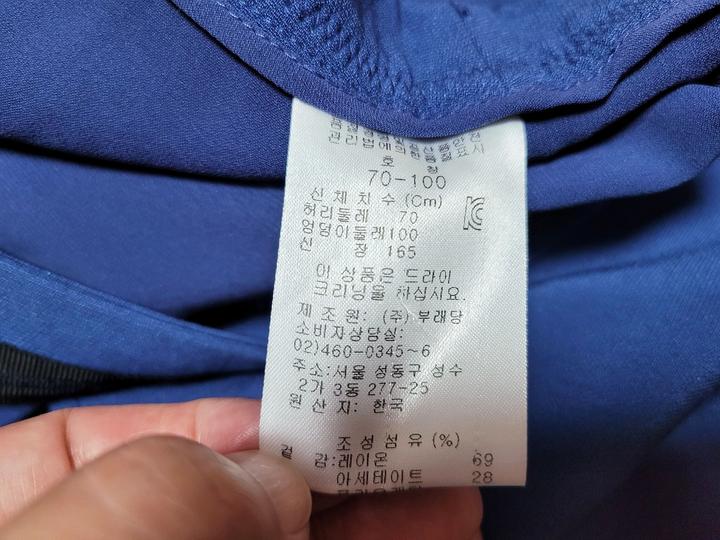 관리법에의한품질표시
호 칭
70-100
신체치수(Cm)
허리둘레 70
엉덩이둘레100
신 장 165
이 상품은 드라이
크리닝을 하십시요.
제 조 원: (주) 부래당
소비자상담실:
02)460-0345~6
주소:서울 성동구 성수
2가 3동 277-25
원 산 지: 한국
조성섬유(%)
겉 감:레이온 69
아세테이트 28